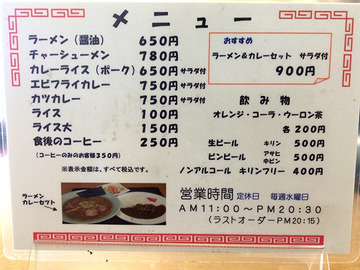 メニュー
ラーメン（醤油） 650円
チャーシューメン 780円
カレーライス（ポーク） 650円 サラダ付
エビフライカレー 750円 サラダ付
カツカレー 750円 サラダ付
ライス 100円
ライス大 150円
食後のコーヒー 250円
（コーヒーのみのお客様350円）
※表示金額は、すべて税込です。
おすすめ
ラーメン&カレーセット サラダ付
900円
飲み物
オレンジ・コーラ・ウーロン茶
各200円
生ビール キリン 500円
ビンビール アサヒ 中ビン 550円
ノンアルコール キリンフリー 400円
ラーメン
カレーセット
営業時間 定休日 毎週水曜日
AM11:00～PM20:30
（ラストオーダーPM20:15）